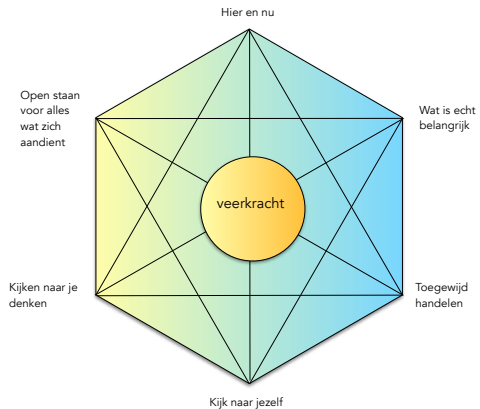 Hier en nu
Open staan
voor alles
wat zich
aandient
Wat is echt
belangrijk
veerkracht
Kijken naar je
denken
Toegewijd
handelen
Kijk naar jezelf